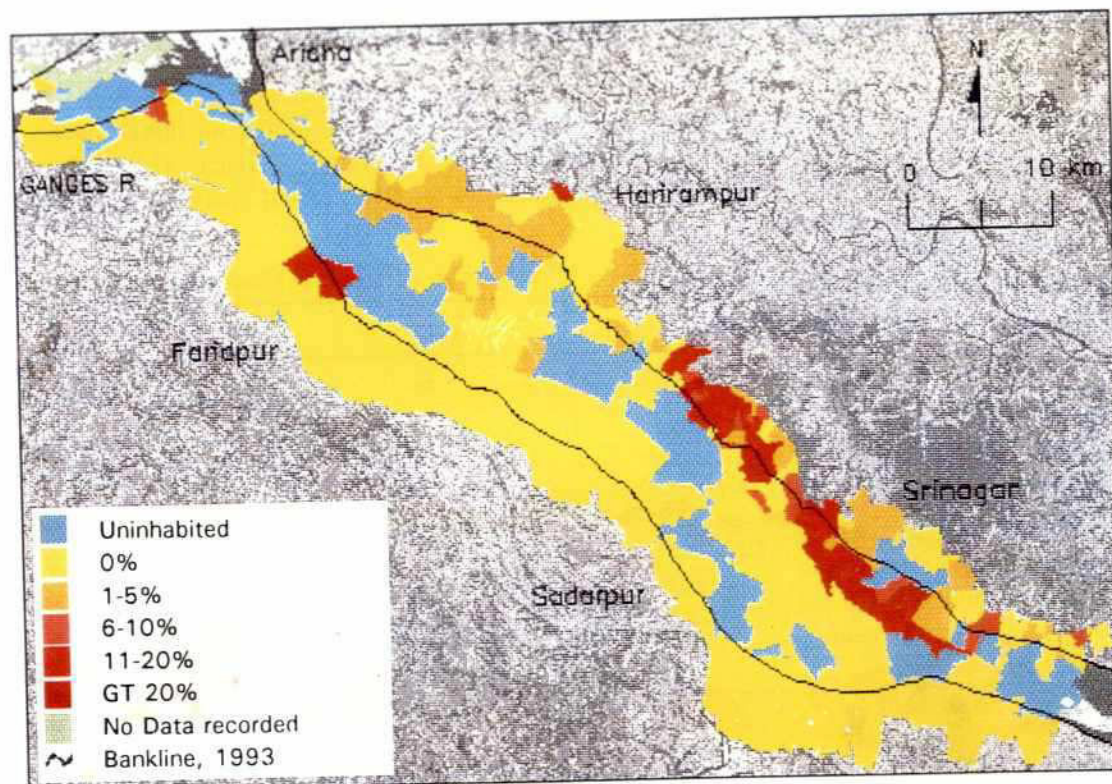 Aricha
N
GANGES R.
Harirampur
0 10 km
Faridpur
Srinagar
Sadarpur
Uninhabited
0%
1-5%
6-10%
11-20%
GT 20%
No Data recorded
Bankline, 1993